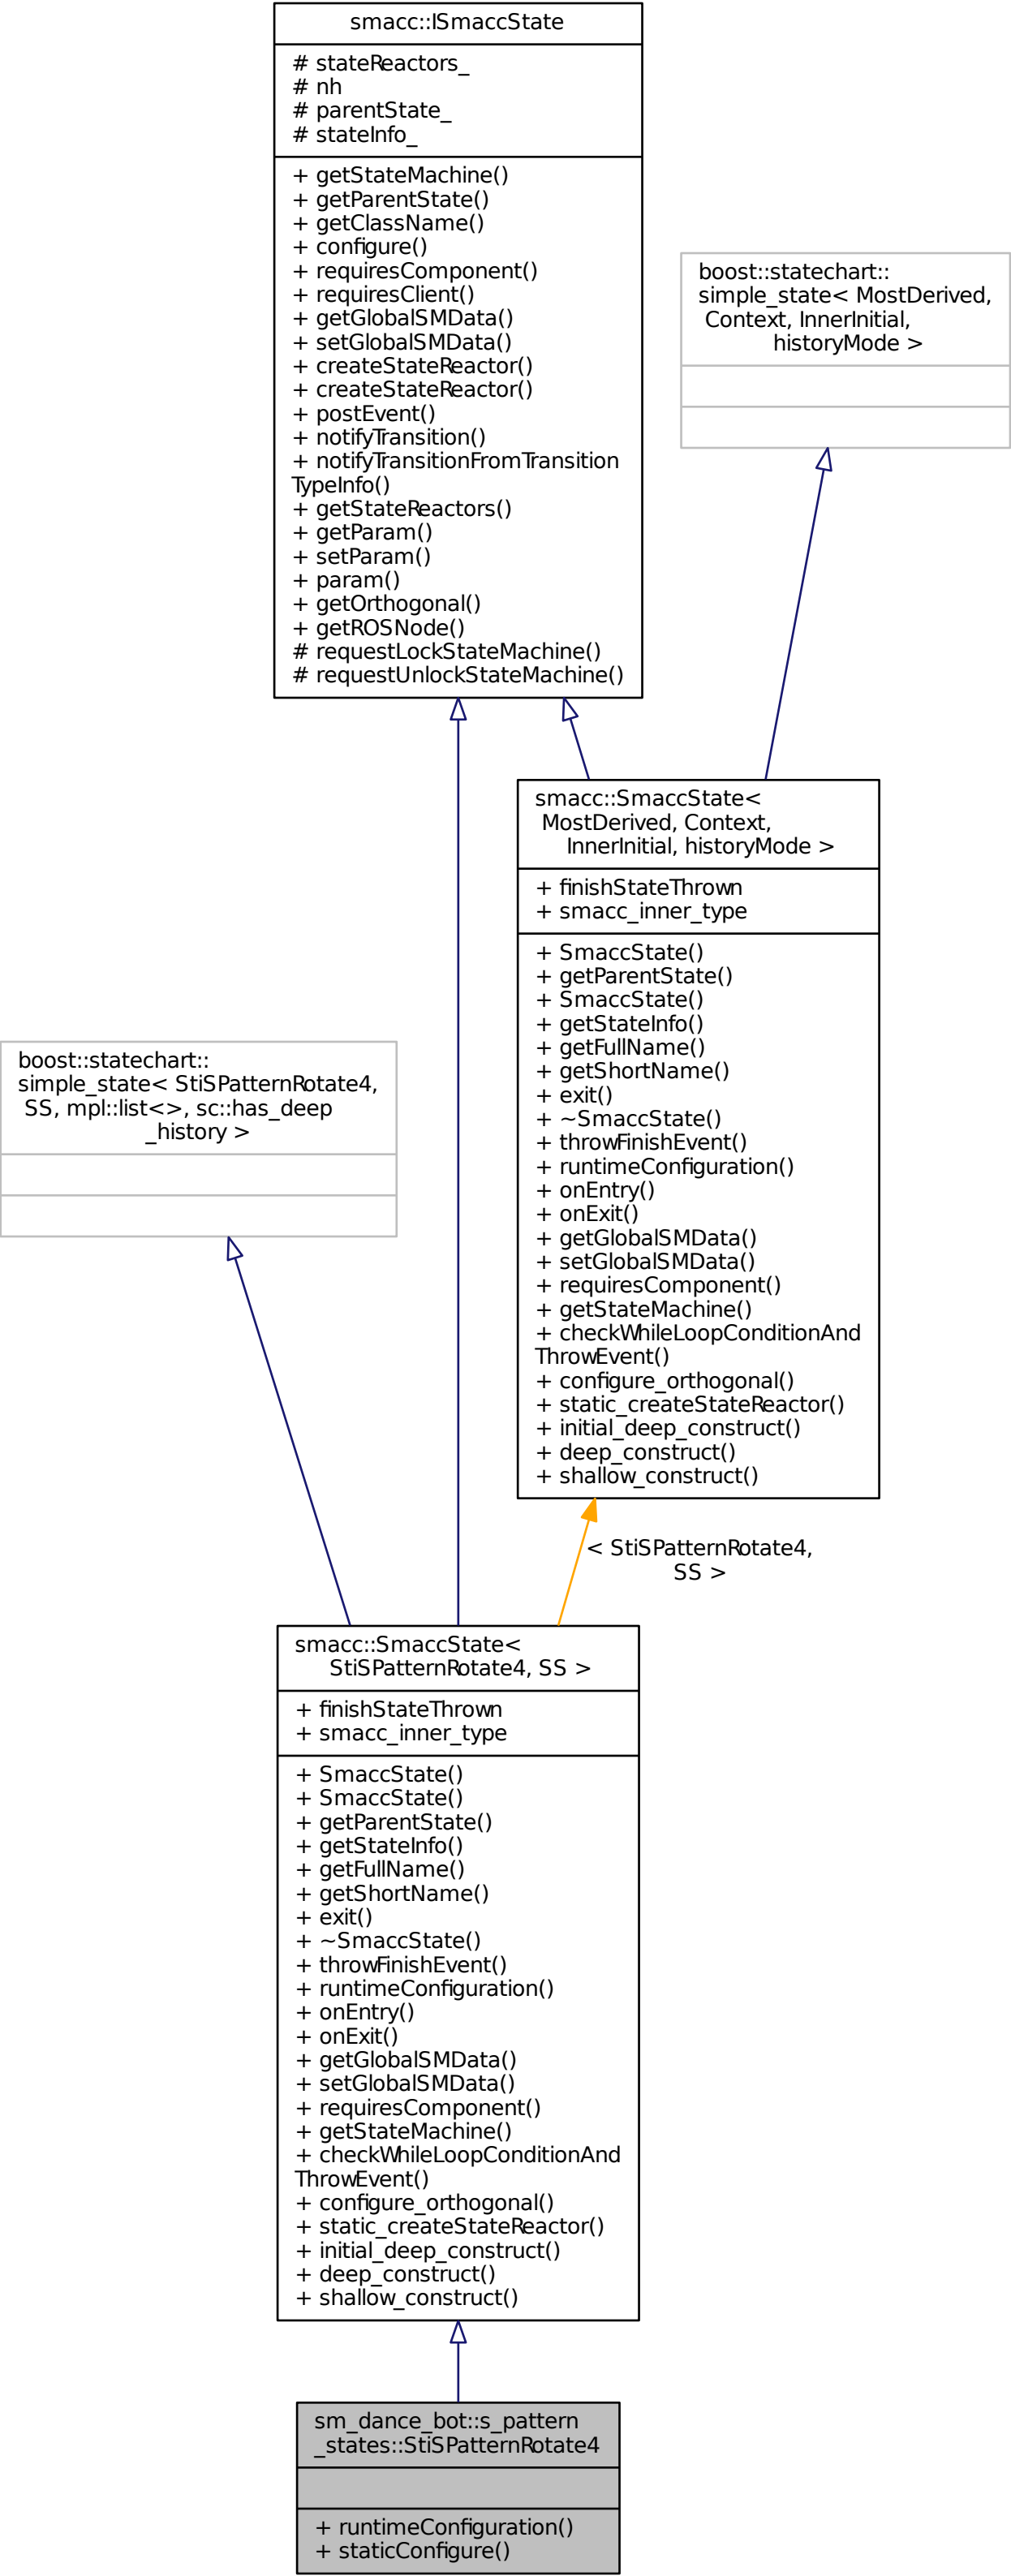 smacc::ISmaccState
# stateReactors_
# nh
# parentState_
# stateInfo_
+ getStateMachine()
+ getParentState()
+ getClassName()
+ configure()
+ requiresComponent()
+ requiresClient()
+ getGlobalSMData()
+ setGlobalSMData()
+ createStateReactor()
+ createStateReactor()
+ postEvent()
+ notifyTransition()
+ notifyTransitionFromTransition
TypeInfo()
+ getStateReactors()
+ getParam()
+ setParam()
+ param()
+ getOrthogonal()
+ getROSNode()
# requestLockStateMachine()
# requestUnlockStateMachine()
boost::statechart::
simple_state< MostDerived,
Context, InnerInitial,
historyMode >
smacc::SmaccState<
MostDerived, Context,
InnerInitial, historyMode >
+ finishStateThrown
+ smacc_inner_type
+ SmaccState()
+ getParentState()
+ SmaccState()
+ getStateInfo()
+ getFullName()
+ getShortName()
+ exit()
+ ~SmaccState()
+ throwFinishEvent()
+ runtimeConfiguration()
+ onEntry()
+ onExit()
+ getGlobalSMData()
+ setGlobalSMData()
+ requiresComponent()
+ getStateMachine()
+ checkWhileLoopConditionAnd
ThrowEvent()
+ configure_orthogonal()
+ static_createStateReactor()
+ initial_deep_construct()
+ deep_construct()
+ shallow_construct()
boost::statechart::
simple_state< StiSPatternRotate4,
SS, mpl::list<>, sc::has_deep
_history >
< StiSPatternRotate4,
SS >
smacc::SmaccState<
StiSPatternRotate4, SS >
+ finishStateThrown
+ smacc_inner_type
+ SmaccState()
+ SmaccState()
+ getParentState()
+ getStateInfo()
+ getFullName()
+ getShortName()
+ exit()
+ ~SmaccState()
+ throwFinishEvent()
+ runtimeConfiguration()
+ onEntry()
+ onExit()
+ getGlobalSMData()
+ setGlobalSMData()
+ requiresComponent()
+ getStateMachine()
+ checkWhileLoopConditionAnd
ThrowEvent()
+ configure_orthogonal()
+ static_createStateReactor()
+ initial_deep_construct()
+ deep_construct()
+ shallow_construct()
sm_dance_bot::s_pattern
_states::StiSPatternRotate4
+ runtimeConfiguration()
+ staticConfigure()